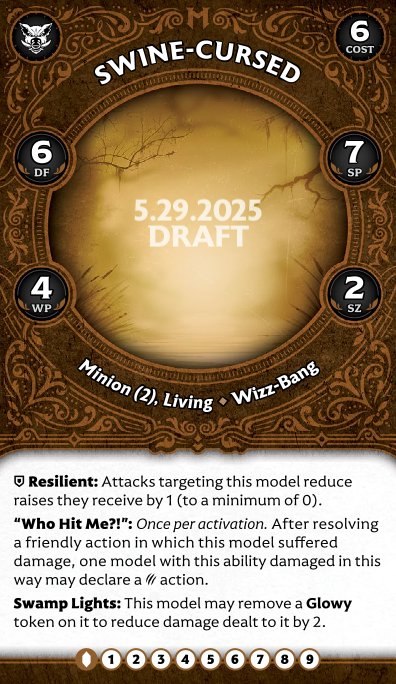 M
SWINE-CURSED
6
COST
6
DF
7
SP
5.29.2025
DRAFT
4
WP
2
SZ
Minion (2), Living ◆ Wizz-Bang
Resilient: Attacks targeting this model reduce
raises they receive by 1 (to a minimum of 0).
“Who Hit Me?!”: Once per activation. After resolving
a friendly action in which this model suffered
damage, one model with this ability damaged in this
way may declare a action.
Swamp Lights: This model may remove a Glowy
token on it to reduce damage dealt to it by 2.
1 2 3 4 5 6 7 8 9